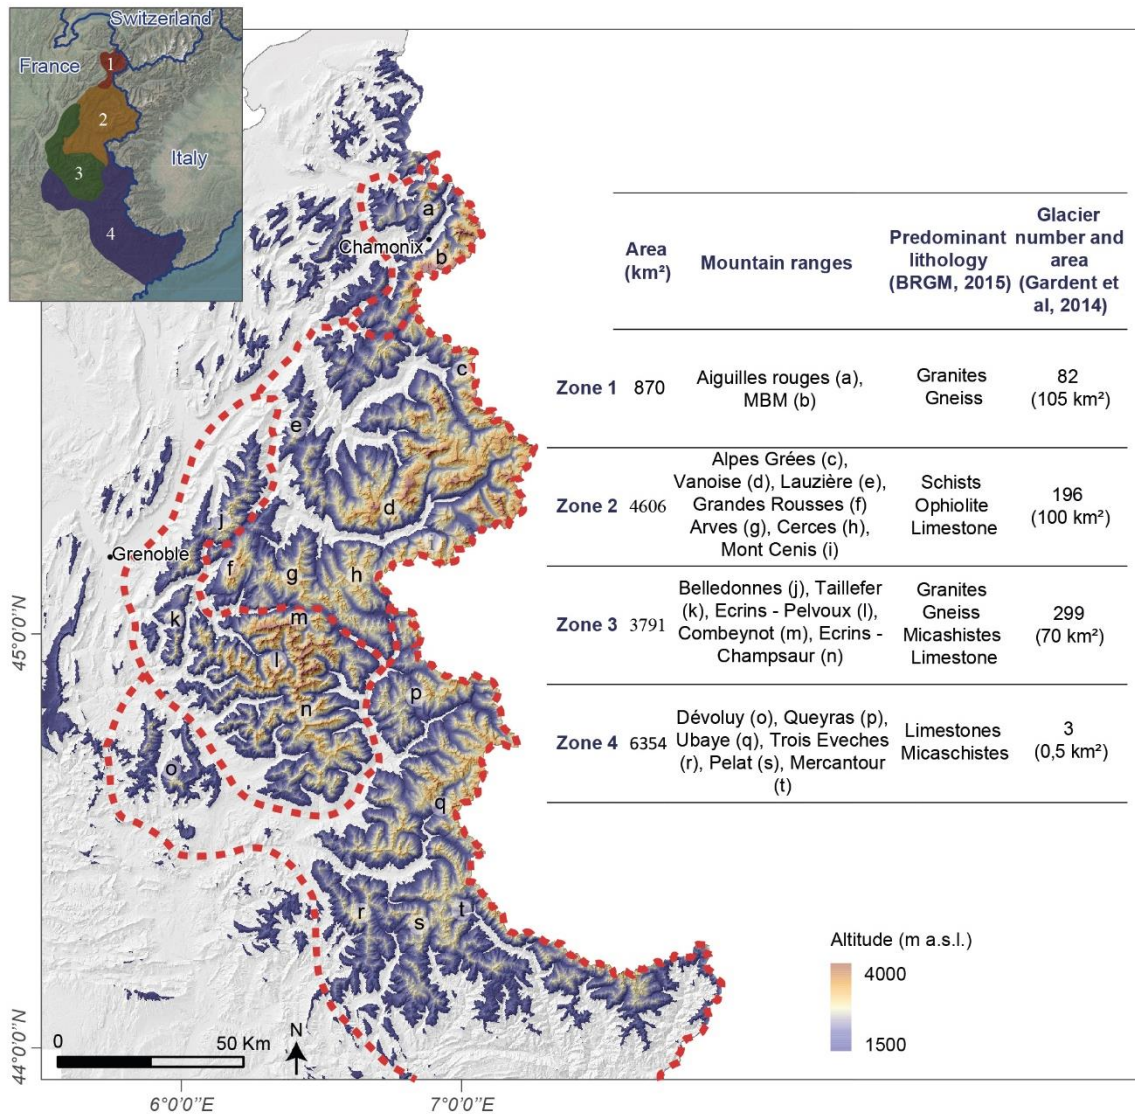 Switzerland
France
1
2
Italy
3
4
a
Chamonix
b
c
e
d
j
Grenoble
f
g
h
i
m
k
l
p
n
o
q
r
s
t
45°0'0''N
44°0'0''N
6°0'0''E
7°0'0''E
0
50 Km
N
Area
(km²)
Mountain ranges
Predominant
lithology
(BRGM, 2015)
Glacier
number and
area
(Gardent et
al, 2014)
Zone 1
870
Aiguilles rouges (a),
MBM (b)
Granites
Gneiss
82
(105 km²)
Zone 2
4606
Alpes Grées (c),
Vanoise (d), Lauzière (e),
Grandes Rousses (f)
Arves (g), Cerces (h),
Mont Cenis (i)
Schists
Ophiolite
Limestone
196
(100 km²)
Zone 3
3791
Belledonnes (j), Taillefer
(k), Ecrins - Pelvoux (l),
Combeynot (m), Ecrins -
Champsaur (n)
Granites
Gneiss
Micashistes
Limestone
299
(70 km²)
Zone 4
6354
Dévoluy (o), Queyras (p),
Ubaye (q), Trois Eveches
(r), Pelat (s), Mercantour
(t)
Limestones
Micaschistes
3
(0,5 km²)
Altitude (m a.s.l.)
4000
1500